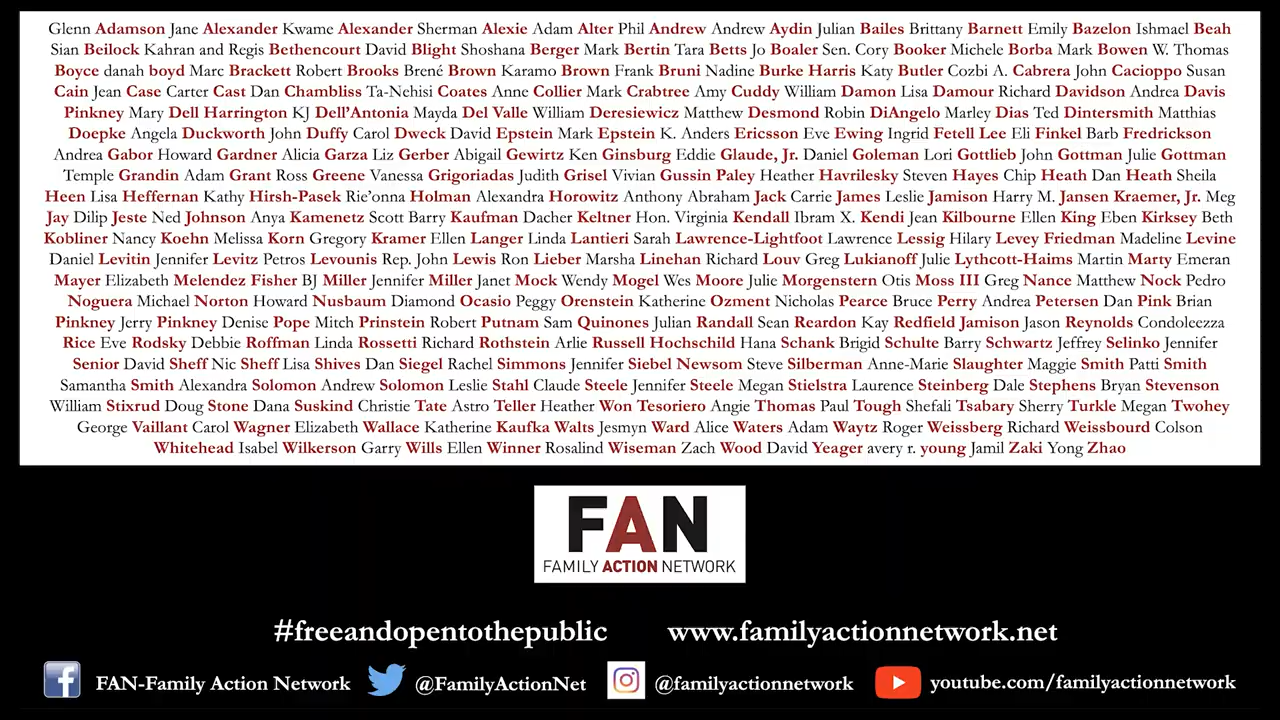 Glenn Adamson Jane Alexander Kwame Alexander Sherman Alexie Adam Alter Phil Andrew Andrew Aydin Julian Bailes Brittany Barnett Emily Bazelon Ishmael Beah
Sian Beilock Kahran and Regis Bethencourt David Blight Shoshana Berger Mark Bertin Tara Betts Jo Boaler Sen. Cory Booker Michele Borba Mark Bowen W. Thomas
Boyce danah boyd Marc Brackett Robert Brooks Brené Brown Karamo Brown Frank Bruni Nadine Burke Harris Katy Butler Cozbi A. Cabrera John Cacioppo Susan
Cain Jean Case Carter Cast Dan Chambliss Ta-Nehisi Coates Anne Collier Mark Crabtree Amy Cuddy William Damon Lisa Damour Richard Davidson Andrea Davis
Pinkney Mary Dell Harrington KJ Dell'Antonia Mayda Del Valle William Deresiewicz Matthew Desmond Robin DiAngelo Marley Dias Ted Dintersmith Matthias
Doepke Angela Duckworth John Duffy Carol Dweck David Epstein Mark Epstein K. Anders Ericsson Eve Ewing Ingrid Fetell Lee Eli Finkel Barb Fredrickson
Andrea Gabor Howard Gardner Alicia Garza Liz Gerber Abigail Gewirtz Ken Ginsburg Eddie Glaude, Jr. Daniel Goleman Lori Gottlieb John Gottman Julie Gottman
Temple Grandin Adam Grant Ross Greene Vanessa Grigoriadas Judith Grisel Vivian Gussin Paley Heather Havrilesky Steven Hayes Chip Heath Dan Heath Sheila
Heen Lisa Heffernan Kathy Hirsh-Pasek Rie'onna Holman Alexandra Horowitz Anthony Abraham Jack Carrie James Leslie Jamison Harry M. Jansen Kraemer, Jr. Meg
Jay Dilip Jeste Ned Johnson Anya Kamenetz Scott Barry Kaufman Dacher Keltner Hon. Virginia Kendall Ibram X. Kendi Jean Kilbourne Ellen King Eben Kirksey Beth
Kobliner Nancy Koehn Melissa Korn Gregory Kramer Ellen Langer Linda Lantieri Sarah Lawrence-Lightfoot Lawrence Lessig Hilary Levey Friedman Madeline Levine
Daniel Levitin Jennifer Levitz Petros Levounis Rep. John Lewis Ron Lieber Marsha Linehan Richard Louv Greg Lukianoff Julie Lythcott-Haims Martin Marty Emeran
Mayer Elizabeth Melendez Fisher BJ Miller Jennifer Miller Janet Mock Wendy Mogel Wes Moore Julie Morgenstern Otis Moss III Greg Nance Matthew Nock Pedro
Noguera Michael Norton Howard Nusbaum Diamond Ocasio Peggy Orenstein Katherine Ozment Nicholas Pearce Bruce Perry Andrea Petersen Dan Pink Brian
Pinkney Jerry Pinkney Denise Pope Mitch Prinstein Robert Putnam Sam Quinones Julian Randall Sean Reardon Kay Redfield Jamison Jason Reynolds Condoleezza
Rice Eve Rodsky Debbie Roffman Linda Rossetti Richard Rothstein Arlie Russell Hochschild Hana Schank Brigid Schulte Barry Schwartz Jeffrey Selinko Jennifer
Senior David Sheff Nic Sheff Lisa Shives Dan Siegel Rachel Simmons Jennifer Siebel Newsom Steve Silberman Anne-Marie Slaughter Maggie Smith Patti Smith
Samantha Smith Alexandra Solomon Andrew Solomon Leslie Stahl Claude Steele Jennifer Steele Megan Stielstra Laurence Steinberg Dale Stephens Bryan Stevenson
William Stixrud Doug Stone Dana Suskind Christie Tate Astro Teller Heather Won Tesoriero Angie Thomas Paul Tough Shefali Tsabary Sherry Turkle Megan Twohey
George Vaillant Carol Wagner Elizabeth Wallace Katherine Kaufka Walts Jesmyn Ward Alice Waters Adam Waytz Roger Weissberg Richard Weissbourd Colson
Whitehead Isabel Wilkerson Garry Wills Ellen Winner Rosalind Wiseman Zach Wood David Yeager avery r. young Jamil Zaki Yong Zhao
FAN
FAMILY ACTION NETWORK
#freeandopentothepublic www.familyactionnetwork.net
FAN-Family Action Network @FamilyActionNet @familyactionnetwork youtube.com/familyactionnetwork